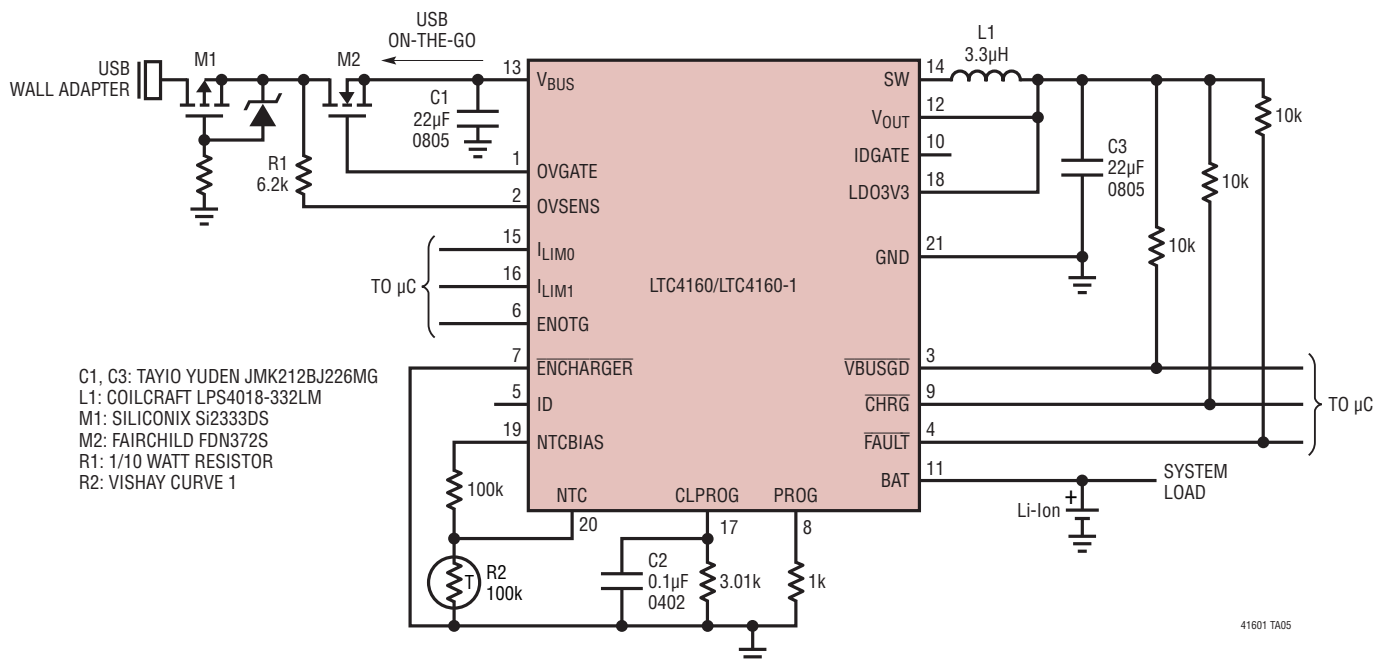 USB
ON-THE-GO
USB
WALL ADAPTER
M1
M2
R1
6.2k
C1
22µF
0805
13
VBUS
1
OVGATE
2
OVSENS
15
ILIM0
16
ILIM1
6
ENOTG
TO µC
7
ENCHARGER
5
ID
19
NTCBIAS
100k
NTC
20
T
R2
100k
CLPROG
17
C2
0.1µF
0402
3.01k
PROG
8
1k
LTC4160/LTC4160-1
SW
14
L1
3.3µH
VOUT
12
IDGATE
10
LDO3V3
18
GND
21
C3
22µF
0805
10k
10k
10k
VBUSGD
3
CHRG
9
FAULT
4
TO µC
BAT
11
SYSTEM
LOAD
Li-Ion
+
C1, C3: TAYIO YUDEN JMK212BJ226MG
L1: COILCRAFT LPS4018-332LM
M1: SILICONIX Si2333DS
M2: FAIRCHILD FDN372S
R1: 1/10 WATT RESISTOR
R2: VISHAY CURVE 1
41601 TA05